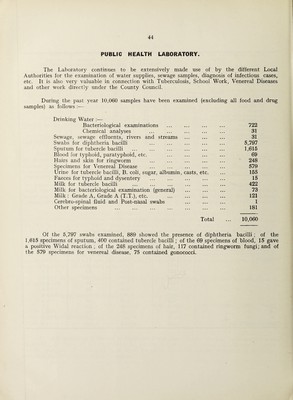 44
PUBLIC HEALTH LABORATORY.
The Laboratory continues to be extensively made use of by the different Local
Authorities for the examination of water supplies, sewage samples, diagnosis of infectious cases,
etc. It is also very valuable in connection with Tuberculosis, School Work, Venereal Diseases
and other work directly under the County Council.
During the past year 10,060 samples have been examined (excluding all food and drug
samples) as follows :—
Drinking Water :—
Bacteriological examinations ... ... ... ... 722
Chemical analyses ... ... ... ... ... 31
Sewage, sewage effluents, rivers and streams ... ... ... 31
Swabs for diphtheria bacilli ... ... ... ... ... 5,797
Sputum for tubercle bacilli ... ... ... ... ... 1,615
Blood for typhoid, paratyphoid, etc. ... ... ... ... 69
Hairs and skin for ringworm ... ... ... ... ... 248
Specimens for Venereal Disease ... ... ... ... 579
Urine for tubercle bacilli, B. coli, sugar, albumin, casts, etc. ... 155
Faeces for typhoid and dysentery ... ... ... ... 15
Milk for tubercle bacilli ... ... ... ... ... 422
Milk for bacteriological examination (general) ... ... ... 73
Milk : Grade A, Grade A (T.T.), etc. ... ... ... ... 121
Cerebro-spinal fluid and Post-nasal swabs ... ... ... 1
Other specimens ... ... ... ... ... ... 181
Total ... 10,060
Of the 5,797 swabs examined, 889 showed the presence of diphtheria bacilli ; of the
1,615 specimens of sputum, 400 contained tubercle bacilli ; of the 69 specimens of blood, 15 gave
a positive Widal reaction ; of the 248 specimens of hair, 117 contained ringworm fungi; and of
the 579 specimens for venereal disease, 75 contained gonococci.